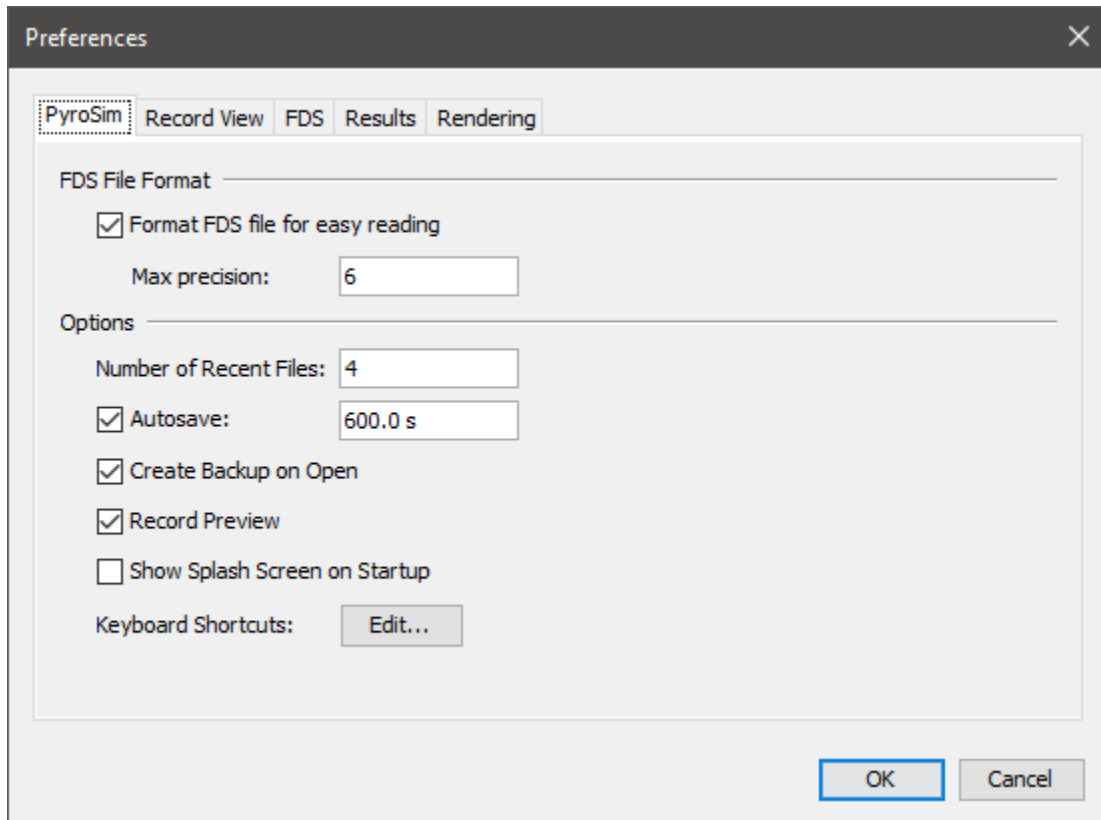 Preferences
PyroSim Record View FDS Results Rendering
FDS File Format
Format FDS file for easy reading
Max precision: 6
Options
Number of Recent Files: 4
Autosave: 600.0 s
Create Backup on Open
Record Preview
Show Splash Screen on Startup
Keyboard Shortcuts: Edit...
OK Cancel